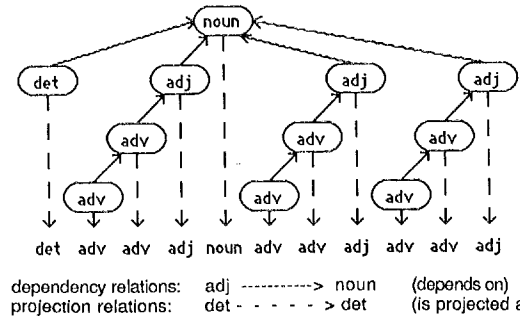 noun
det adj adj adj
adv adv adv
adv adv adv
det adv adv adj noun adv adv adj adv adv adj
dependency relations: adj ----------> noun (depends on)
projection relations: det - - - - - -> det (is projected a